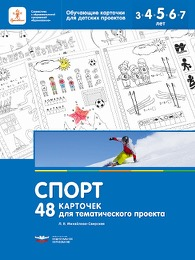 Обучающие карточки
для детских проектов
3-4-5-6-7
лет
СПОРТ
48 КАРТОЧЕК
для тематического проекта
Л. В. Михайлова-Свирская